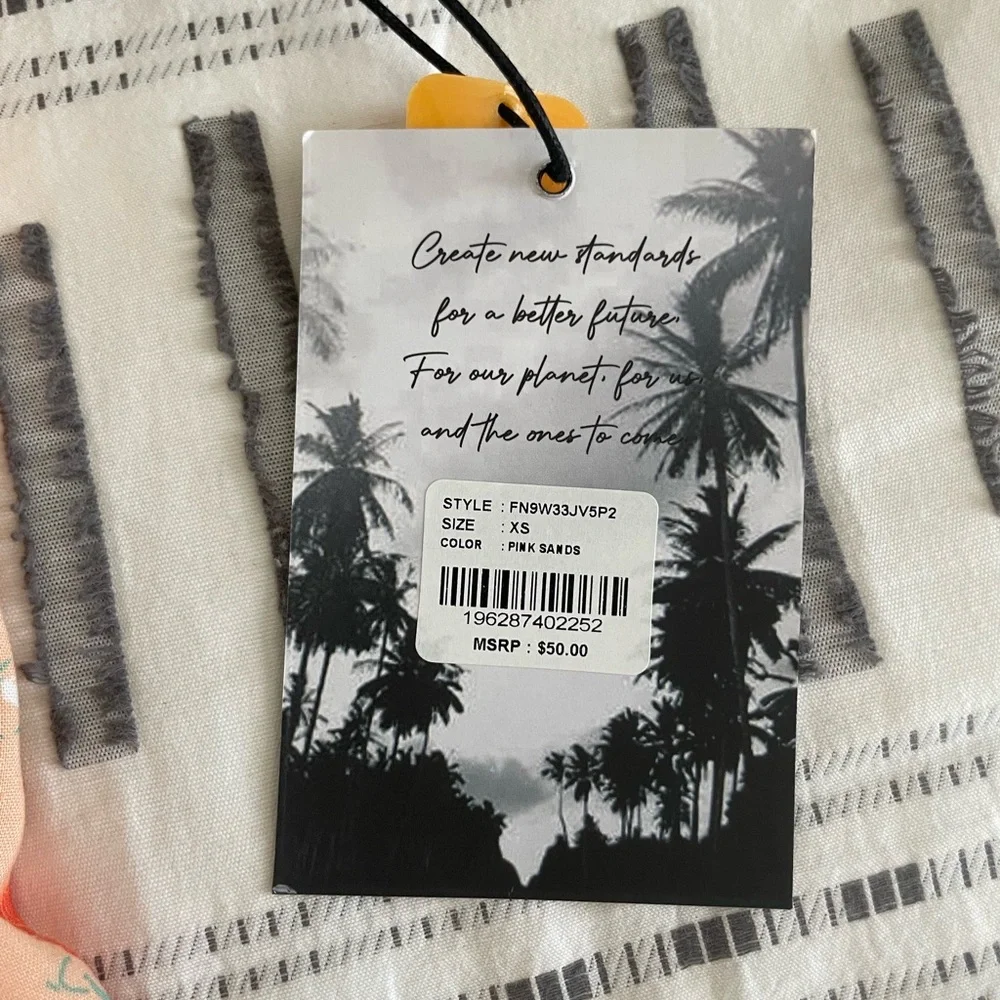 Create new standards
for a better future.
For our planet, for us,
and the ones to come.
STYLE : FN9W33JV5P2
SIZE : XS
COLOR : PINK SANDS
196287402252
MSRP : $50.00